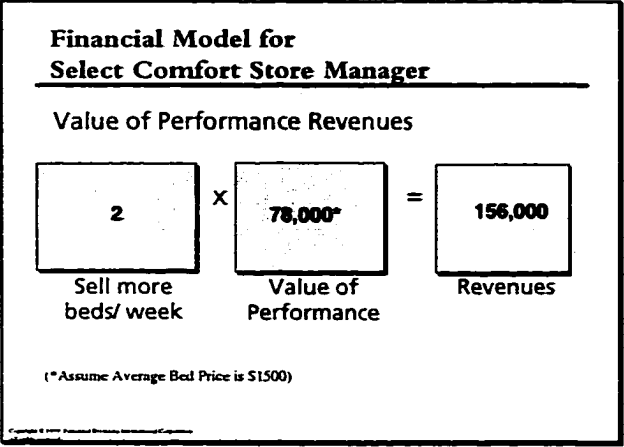 Financial Model for
Select Comfort Store Manager
Value of Performance Revenues
2 x 78,000* = 156,000
Sell more Value of Revenues
beds/ week Performance
(*Assume Average Bed Price is $1500)